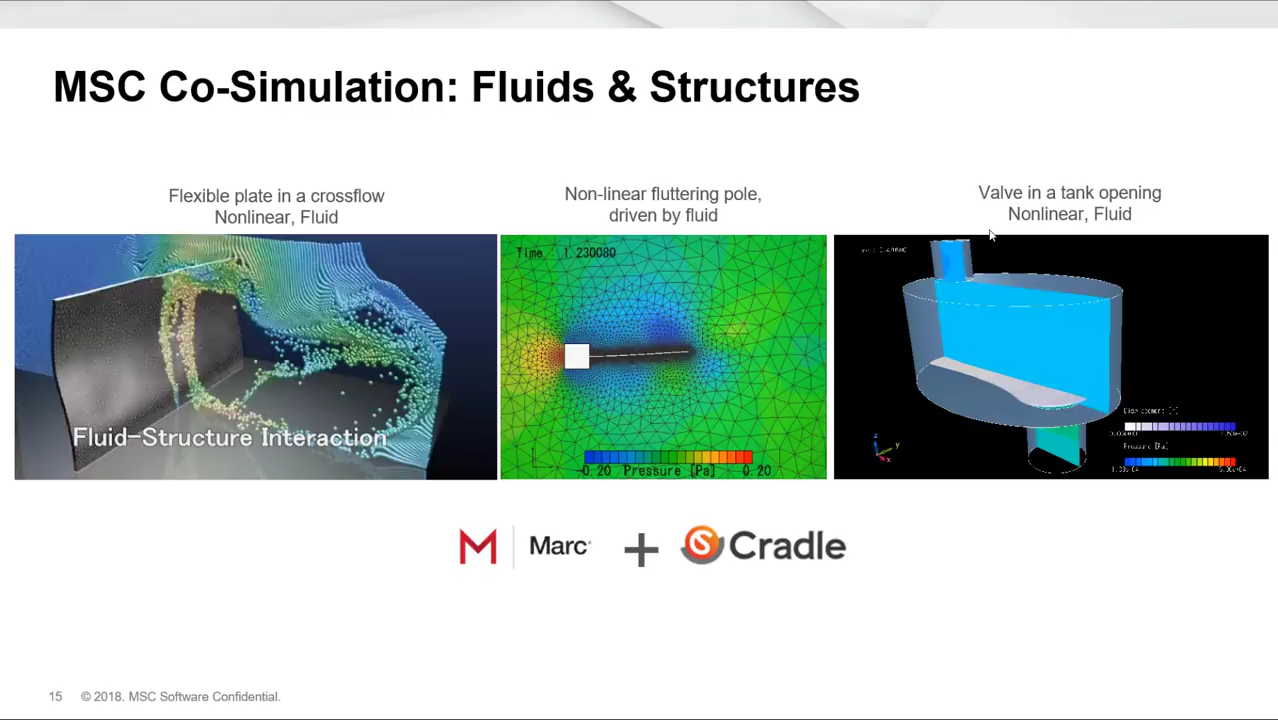 MSC Co-Simulation: Fluids & Structures
Flexible plate in a crossflow
Nonlinear, Fluid
Non-linear fluttering pole,
driven by fluid
Valve in a tank opening
Nonlinear, Fluid
Fluid-Structure Interaction
Time 1.230080
-0.20 Pressure [Pa] 0.20
Pressure [Pa]
z
y
x
M Marc® + Cradle
15 © 2018. MSC Software Confidential.